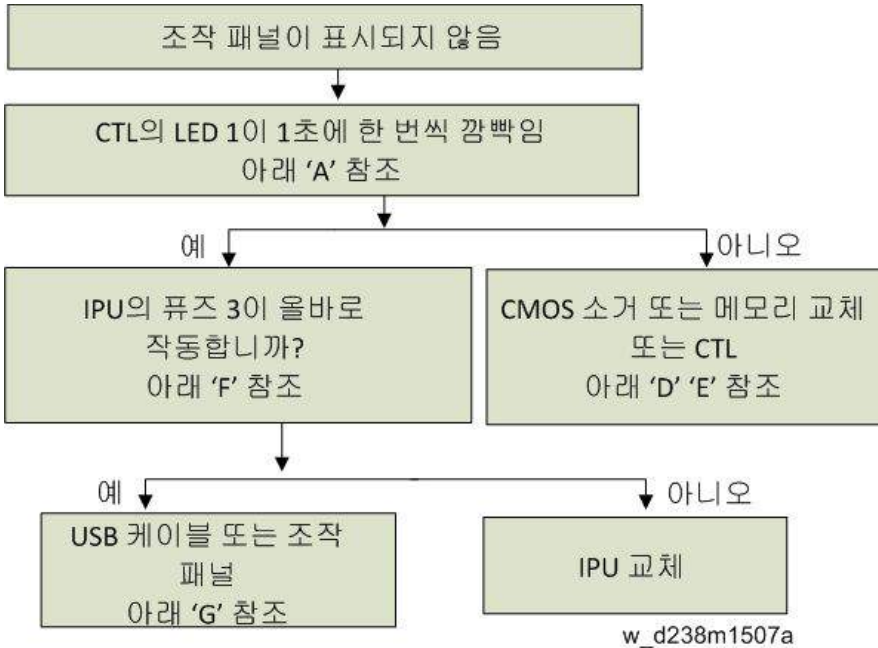 조작 패널이 표시되지 않음
CTL의 LED 1이 1초에 한 번씩 깜빡임
아래 ‘A’ 참조
예
아니오
IPU의 퓨즈 3이 올바로
작동합니까?
아래 ‘F’ 참조
CMOS 소거 또는 메모리 교체
또는 CTL
아래 ‘D’ ‘E’ 참조
예
아니오
USB 케이블 또는 조작
패널
아래 ‘G’ 참조
IPU 교체
w_d238m1507a